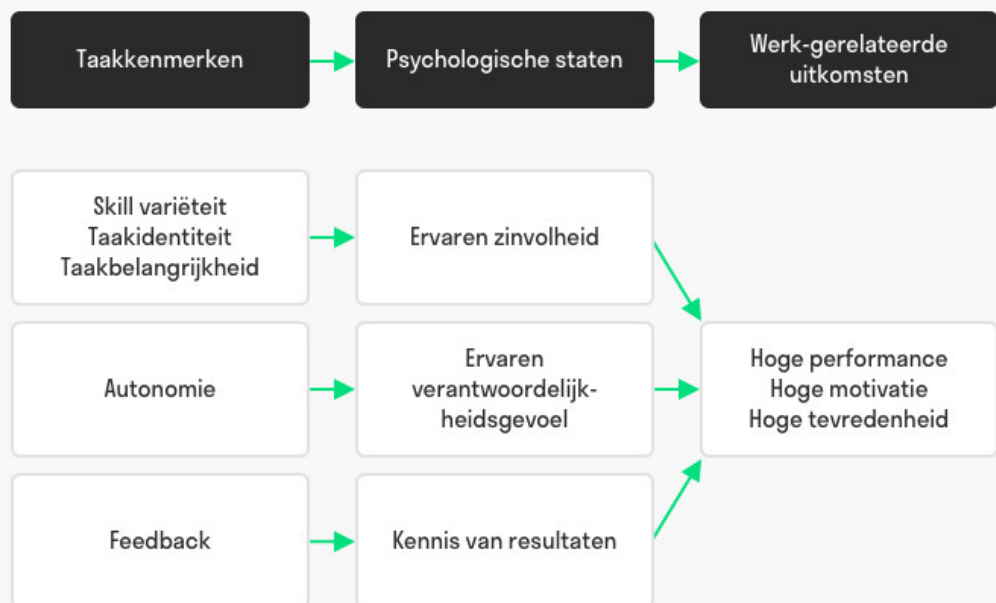 Taakkenmerken
Psychologische staten
Werk-gerelateerde
uitkomsten
Skill variëteit
Taakidentiteit
Taakbelangrijkheid
Ervaren zinvolheid
Autonomie
Ervaren
verantwoordelijk-
heidsgevoel
Hoge performance
Hoge motivatie
Hoge tevredenheid
Feedback
Kennis van resultaten